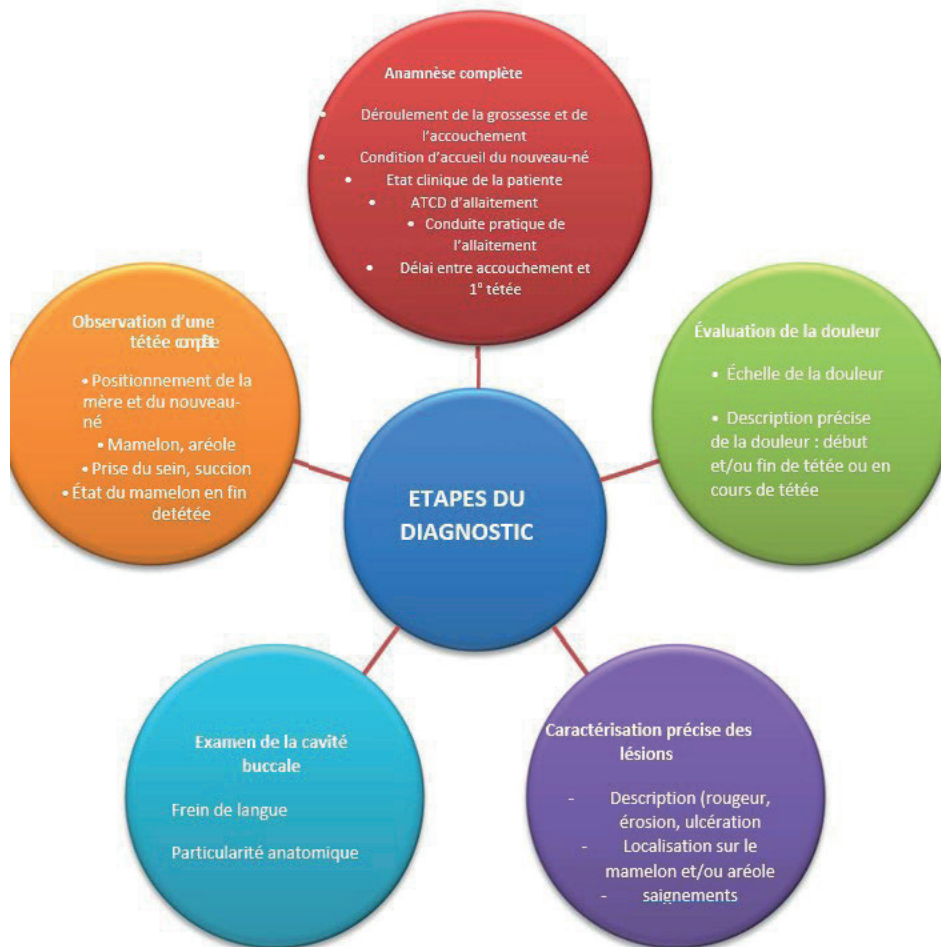 Anamnèse complète
• Déroulement de la grossesse et de
l'accouchement
• Condition d'accueil du nouveau-né
• Etat clinique de la patiente
• ATCD d'allaitement
• Conduite pratique de
l'allaitement
• Délai entre accouchement et
1° tétée
Évaluation de la douleur
• Échelle de la douleur
• Description précise
de la douleur : début
et/ou fin de tétée ou en
cours de tétée
Caractérisation précise des
lésions
- Description (rougeur,
érosion, ulcération
- Localisation sur le
mamelon et/ou aréole
- saignements
Examen de la cavité
buccale
Frein de langue
Particularité anatomique
Observation d'une
tétée
• Positionnement de la
mère et du nouveau-
né
• Mamelon, aréole
• Prise du sein, succion
• État du mamelon en fin
detétée
ETAPES DU
DIAGNOSTIC